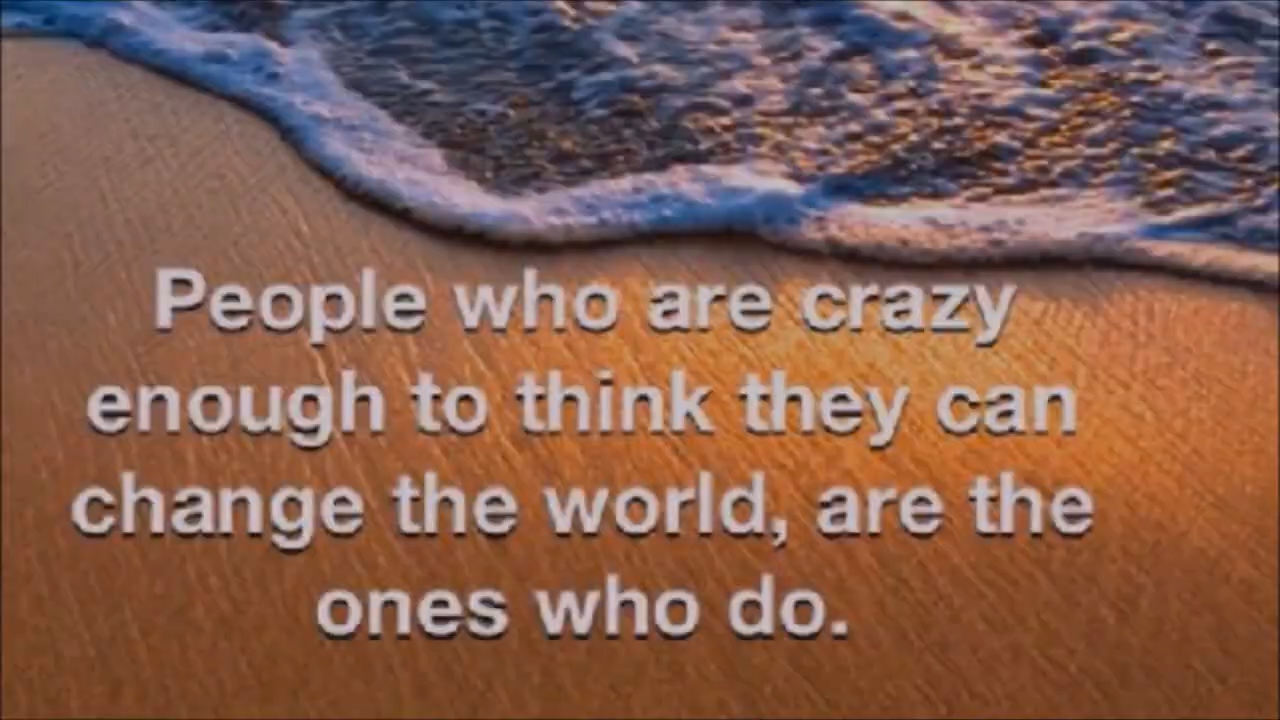 People who are crazy
enough to think they can
change the world, are the
ones who do.